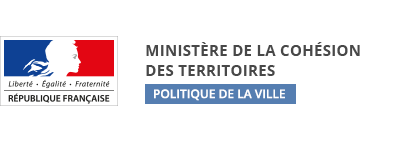 Liberté • Égalité • Fraternité
RÉPUBLIQUE FRANÇAISE
MINISTÈRE DE LA COHÉSION
DES TERRITOIRES
POLITIQUE DE LA VILLE